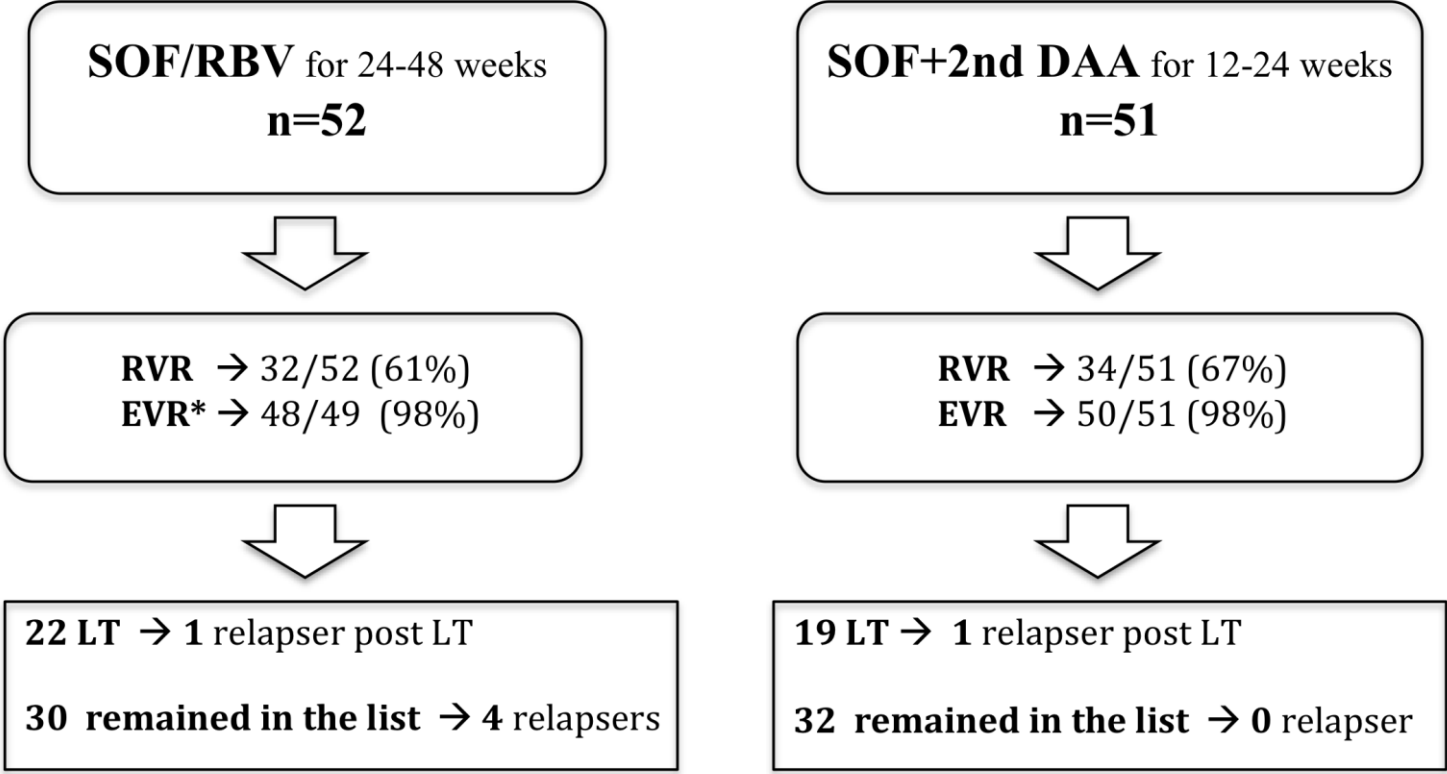 SOF/RBV for 24-48 weeks
n=52
RVR → 32/52 (61%)
EVR* → 48/49 (98%)
22 LT → 1 relapser post LT
30 remained in the list → 4 relapsers
SOF+2nd DAA for 12-24 weeks
n=51
RVR → 34/51 (67%)
EVR → 50/51 (98%)
19 LT → 1 relapser post LT
32 remained in the list → 0 relapser